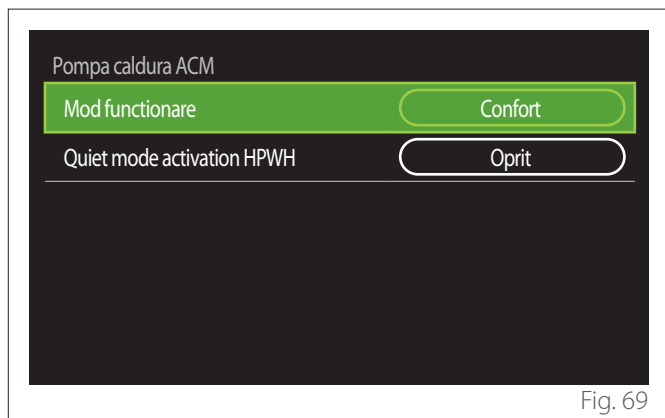 Pompa caldura ACM
Mod functionare Confort
Quiet mode activation HPWH Oprit
Fig. 69